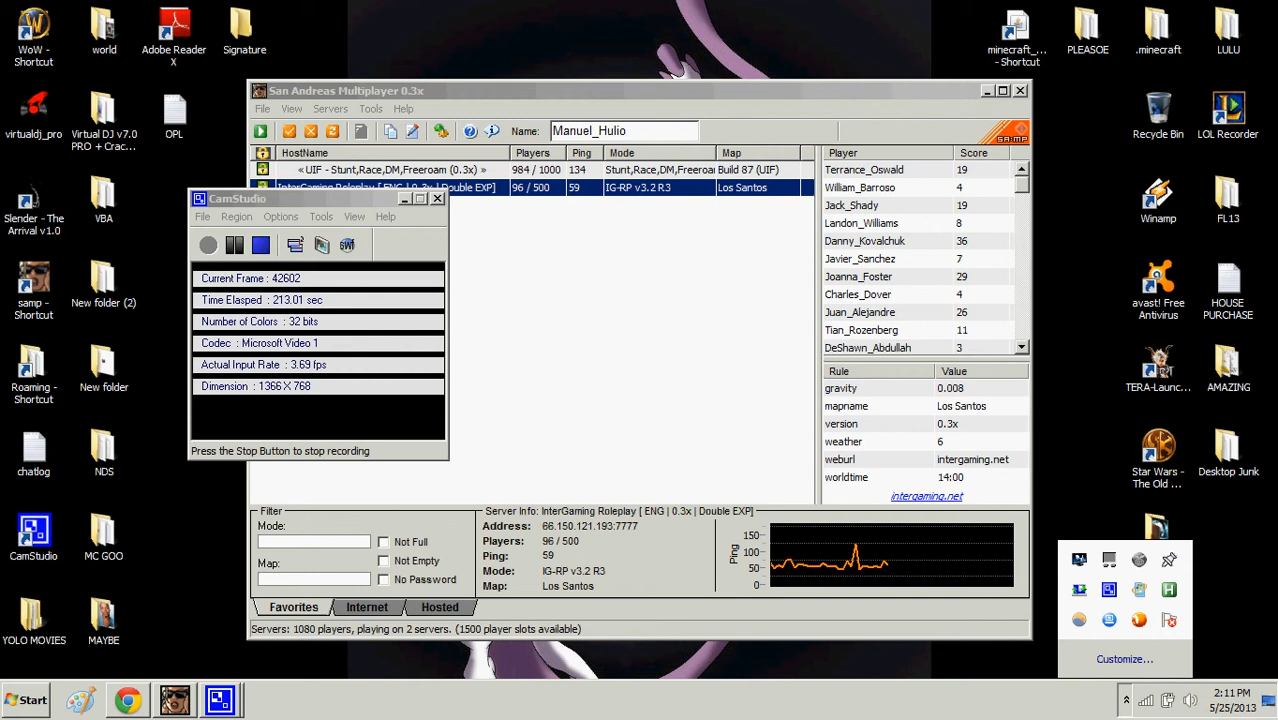 WoW -
Shortcut
world
Adobe Reader
X
Signature
minecraft_...
- Shortcut
PLEASOE
.minecraft
LULU
virtualdj_pro
Virtual DJ v7.0
PRO + Crac...
OPL
Recycle Bin
LOL Recorder
Slender - The
Arrival v1.0
VBA
Winamp
FL13
samp -
Shortcut
New folder (2)
avast! Free
Antivirus
HOUSE
PURCHASE
Roaming -
Shortcut
New folder
TERA-Launc...
AMAZING
chatlog
NDS
Star Wars -
The Old ...
Desktop Junk
CamStudio
MC GOO
YOLO MOVIES
MAYBE
San Andreas Multiplayer 0.3x
File View Servers Tools Help
Name: Manuel_Hulio
SA:MP
HostName Players Ping Mode Map
«UIF - Stunt,Race,DM,Freeroam (0.3x) » 984 / 1000 134 Stunt,Race,DM,Freeroa Build 87 (UIF)
InterGaming Roleplay [ ENG | 0.3x | Double EXP] 96 / 500 59 IG-RP v3.2 R3 Los Santos
Player Score
Terrance_Oswald 19
William_Barroso 4
Jack_Shady 19
Landon_Williams 8
Danny_Kovalchuk 36
Javier_Sanchez 7
Joanna_Foster 29
Charles_Dover 4
Juan_Alejandre 26
Tian_Rozenberg 11
DeShawn_Abdullah 3
Rule Value
gravity 0.008
mapname Los Santos
version 0.3x
weather 6
weburl intergaming.net
worldtime 14:00
intergaming.net
CamStudio
File Region Options Tools View Help
SWF
Current Frame : 42602
Time Elasped : 213.01 sec
Number of Colors : 32 bits
Codec : Microsoft Video 1
Actual Input Rate : 3.69 fps
Dimension : 1366 X 768
Press the Stop Button to stop recording
Filter
Mode:
Not Full
Not Empty
Map:
No Password
Server Info: InterGaming Roleplay [ ENG | 0.3x | Double EXP]
Address: 66.150.121.193:7777
Players: 96 / 500
Ping: 59
Mode: IG-RP v3.2 R3
Map: Los Santos
Ping
150
100
50
0
Favorites Internet Hosted
Servers: 1080 players, playing on 2 servers. (1500 player slots available)
Customize...
Start
2:11 PM
5/25/2013